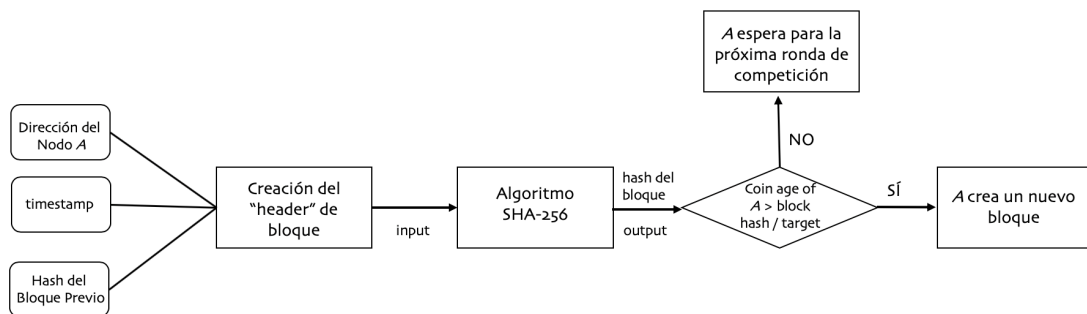 Dirección del
Nodo A
timestamp
Hash del
Bloque Previo
Creación del
“header” de
bloque
input
Algoritmo
SHA-256
hash del
bloque
output
Coin age of
A > block
hash / target
NO
A espera para la
próxima ronda de
competición
SÍ
A crea un nuevo
bloque